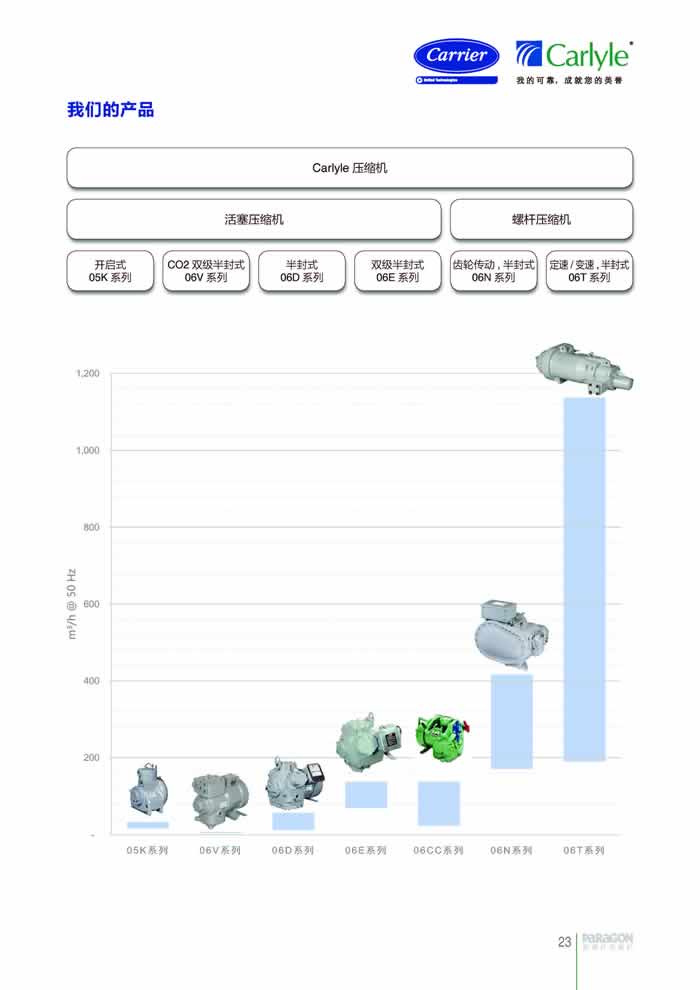 Carrier
United Technologies
Carlyle
我的可靠，成就您的美誉
我们的产品
Carlyle 压缩机
活塞压缩机
螺杆压缩机
开启式
05K 系列
CO2 双级半封式
06V 系列
半封式
06D 系列
双级半封式
06E 系列
齿轮传动 , 半封式
06N 系列
定速 / 变速 , 半封式
06T 系列
1,200
1,000
800
600
400
200
-
m³/h @ 50 Hz
05K系列
06V系列
06D系列
06E系列
06CC系列
06N系列
06T系列
23
PARAGON